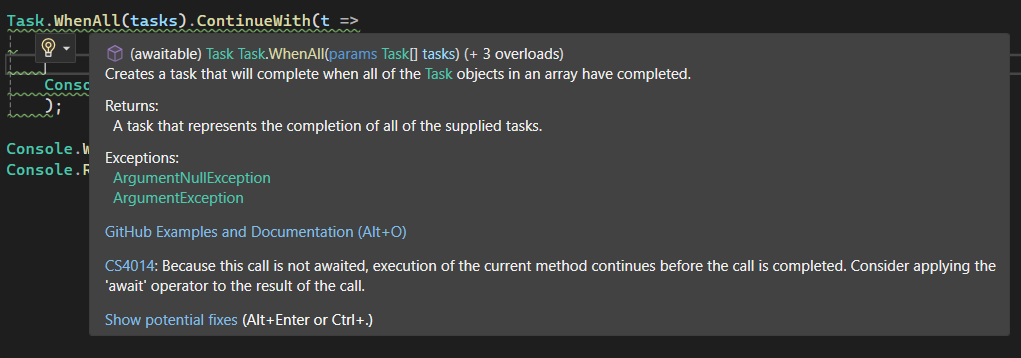 Task.WhenAll(tasks).ContinueWith(t =>
(awaitable) Task Task.WhenAll(params Task[] tasks) (+ 3 overloads)
Creates a task that will complete when all of the Task objects in an array have completed.
Returns:
A task that represents the completion of all of the supplied tasks.
Exceptions:
ArgumentNullException
ArgumentException
GitHub Examples and Documentation (Alt+O)
CS4014: Because this call is not awaited, execution of the current method continues before the call is completed. Consider applying the
'await' operator to the result of the call.
Show potential fixes (Alt+Enter or Ctrl+.)
Conso
);
Console.W
Console.R